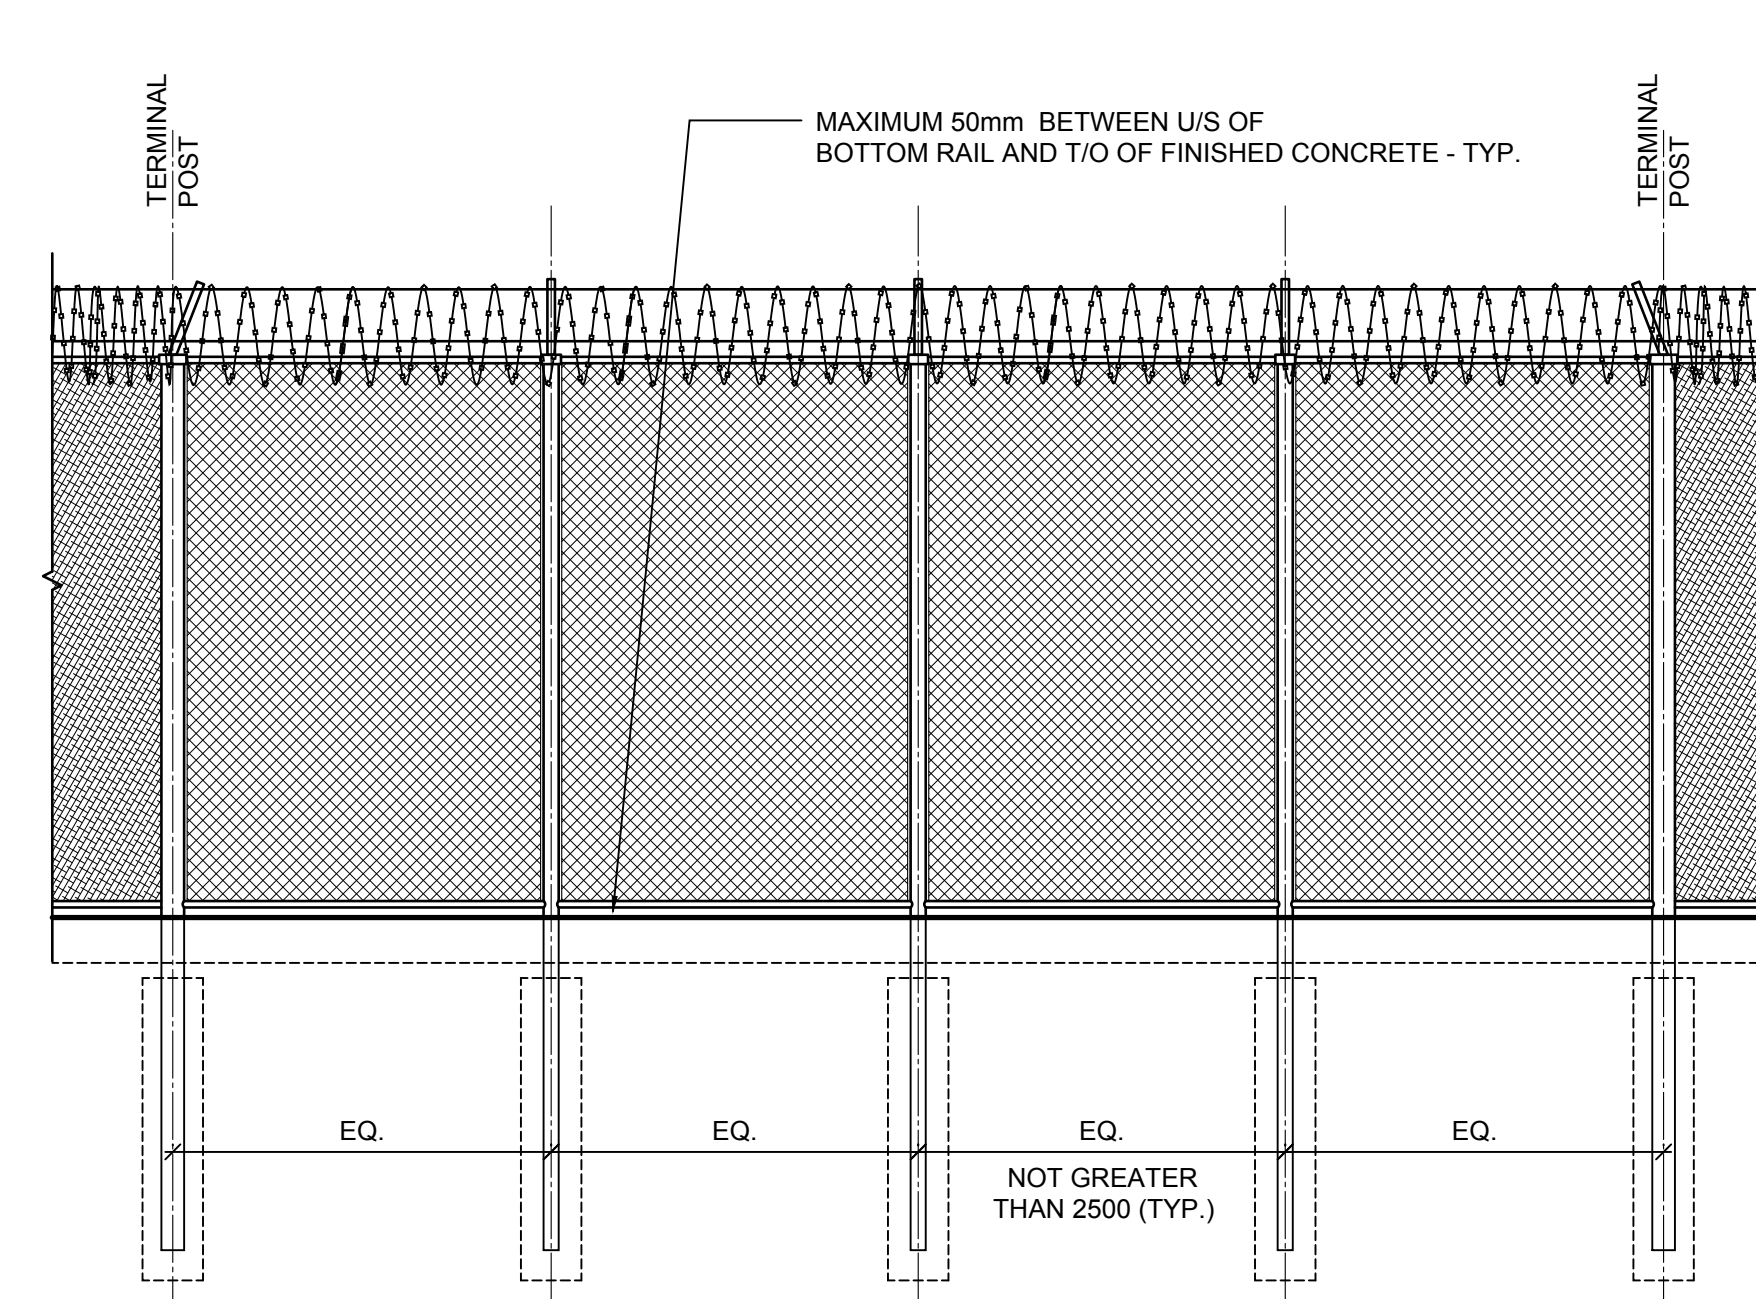 TERMINAL
POST
MAXIMUM 50mm BETWEEN U/S OF
BOTTOM RAIL AND T/O OF FINISHED CONCRETE - TYP.
TERMINAL
POST
EQ.
EQ.
EQ.
EQ.
NOT GREATER
THAN 2500 (TYP.)